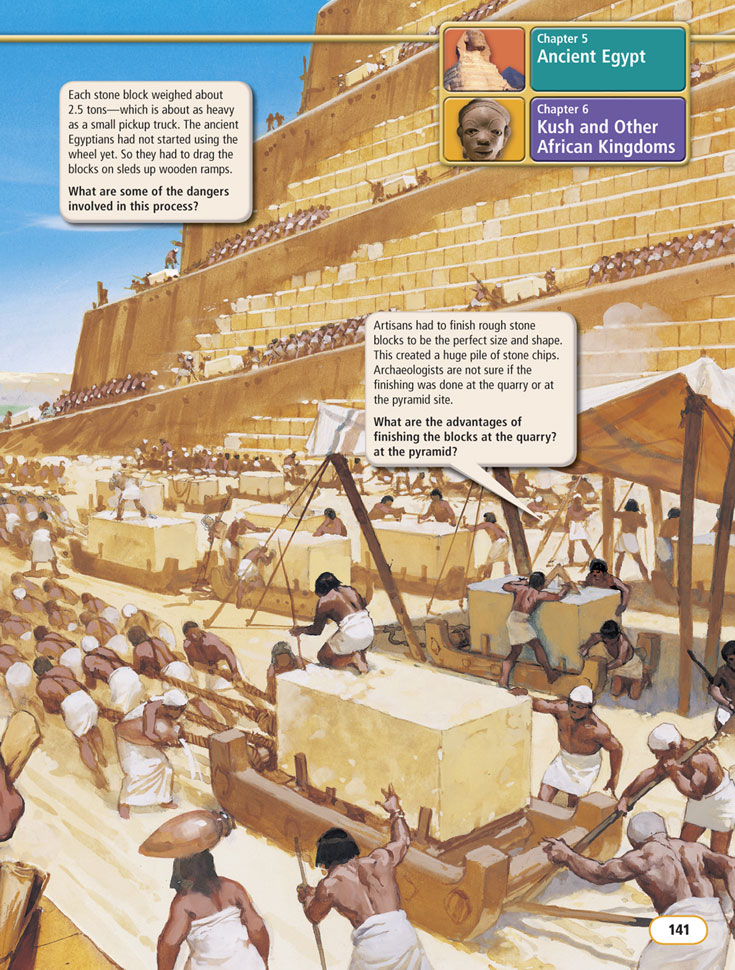 Chapter 5
Ancient Egypt
Chapter 6
Kush and Other
African Kingdoms
Each stone block weighed about
2.5 tons—which is about as heavy
as a small pickup truck. The ancient
Egyptians had not started using the
wheel yet. So they had to drag the
blocks on sleds up wooden ramps.
What are some of the dangers
involved in this process?
Artisans had to finish rough stone
blocks to be the perfect size and shape.
This created a huge pile of stone chips.
Archaeologists are not sure if the
finishing was done at the quarry or at
the pyramid site.
What are the advantages of
finishing the blocks at the quarry?
at the pyramid?
141